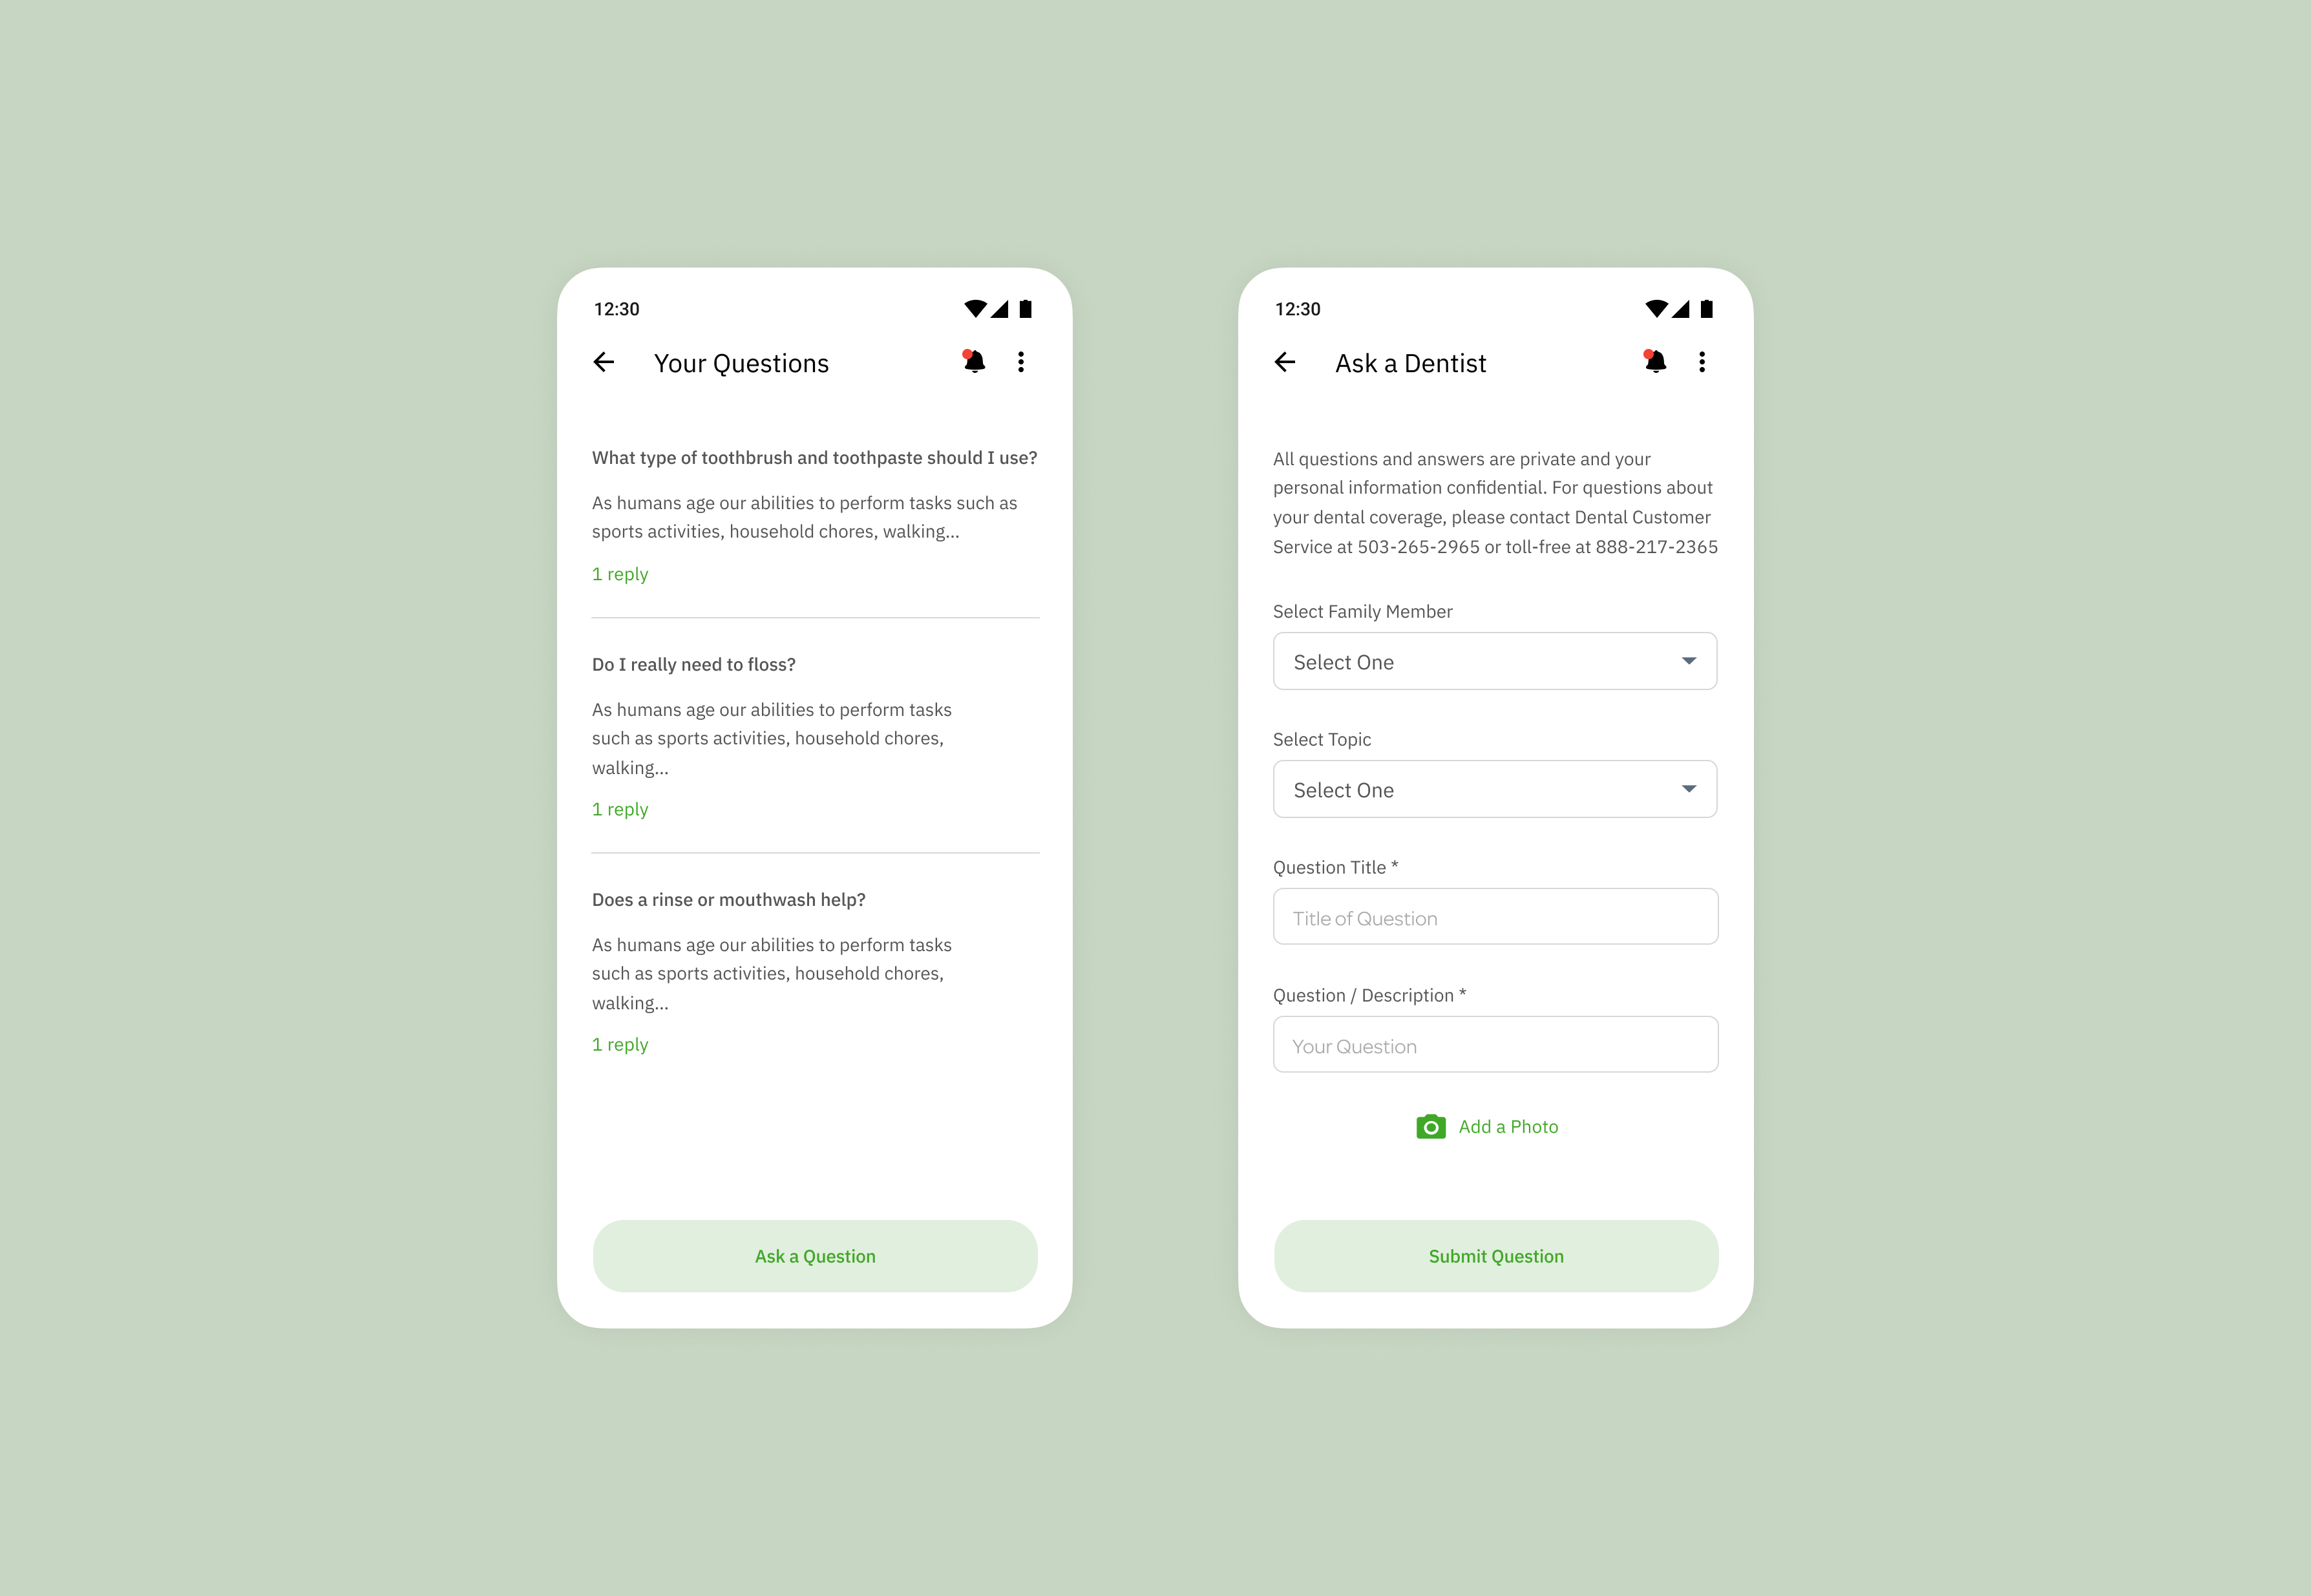 12:30
Your Questions
What type of toothbrush and toothpaste should I use?
As humans age our abilities to perform tasks such as
sports activities, household chores, walking...
1 reply
Do I really need to floss?
As humans age our abilities to perform tasks
such as sports activities, household chores,
walking...
1 reply
Does a rinse or mouthwash help?
As humans age our abilities to perform tasks
such as sports activities, household chores,
walking...
1 reply
Ask a Question
12:30
Ask a Dentist
All questions and answers are private and your
personal information confidential. For questions about
your dental coverage, please contact Dental Customer
Service at 503-265-2965 or toll-free at 888-217-2365
Select Family Member
Select One
Select Topic
Select One
Question Title *
Title of Question
Question / Description *
Your Question
Add a Photo
Submit Question